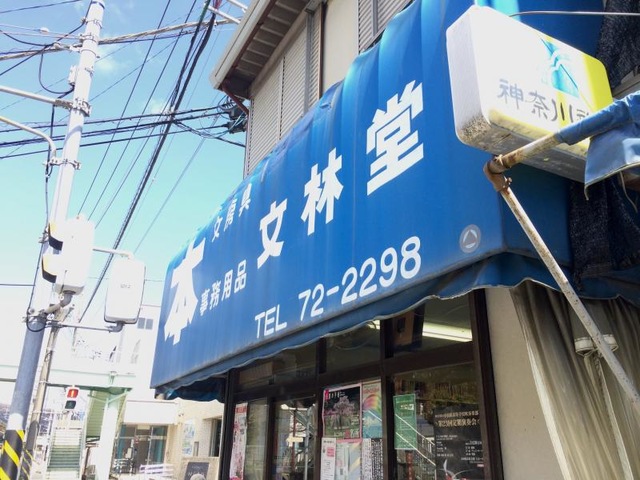 本
文房具
事務用品
文林堂
TEL 72-2298
神奈川